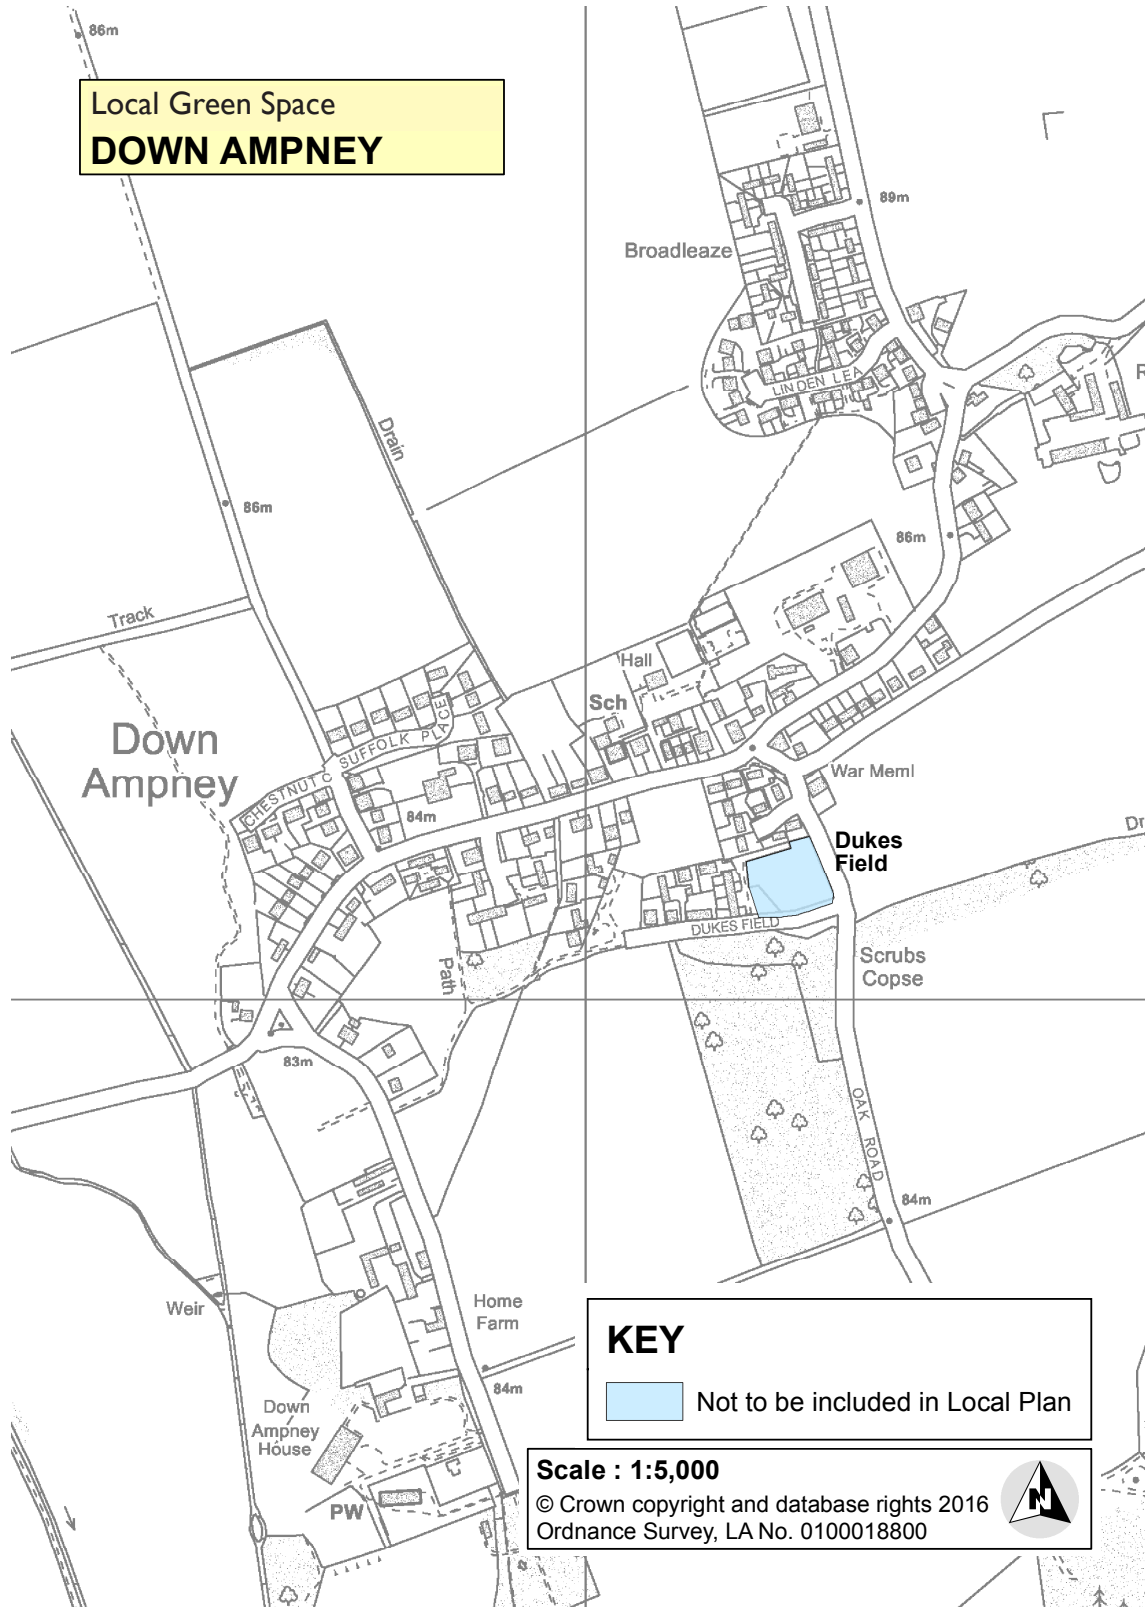 86m
Local Green Space
DOWN AMPNEY
89m
Broadleaze
LINDEN LEA
R
Drain
86m
86m
Track
Hall
Sch
Down
Ampney
SUFFOLK PLACE
CHESTNUT C
War Meml
84m
Dr
Dukes
Field
DUKES FIELD
Path
Scrubs
Copse
83m
OAK ROAD
84m
Weir
Home
Farm
84m
Down
Ampney
House
PW
KEY
Not to be included in Local Plan
Scale : 1:5,000
© Crown copyright and database rights 2016
Ordnance Survey, LA No. 0100018800
N